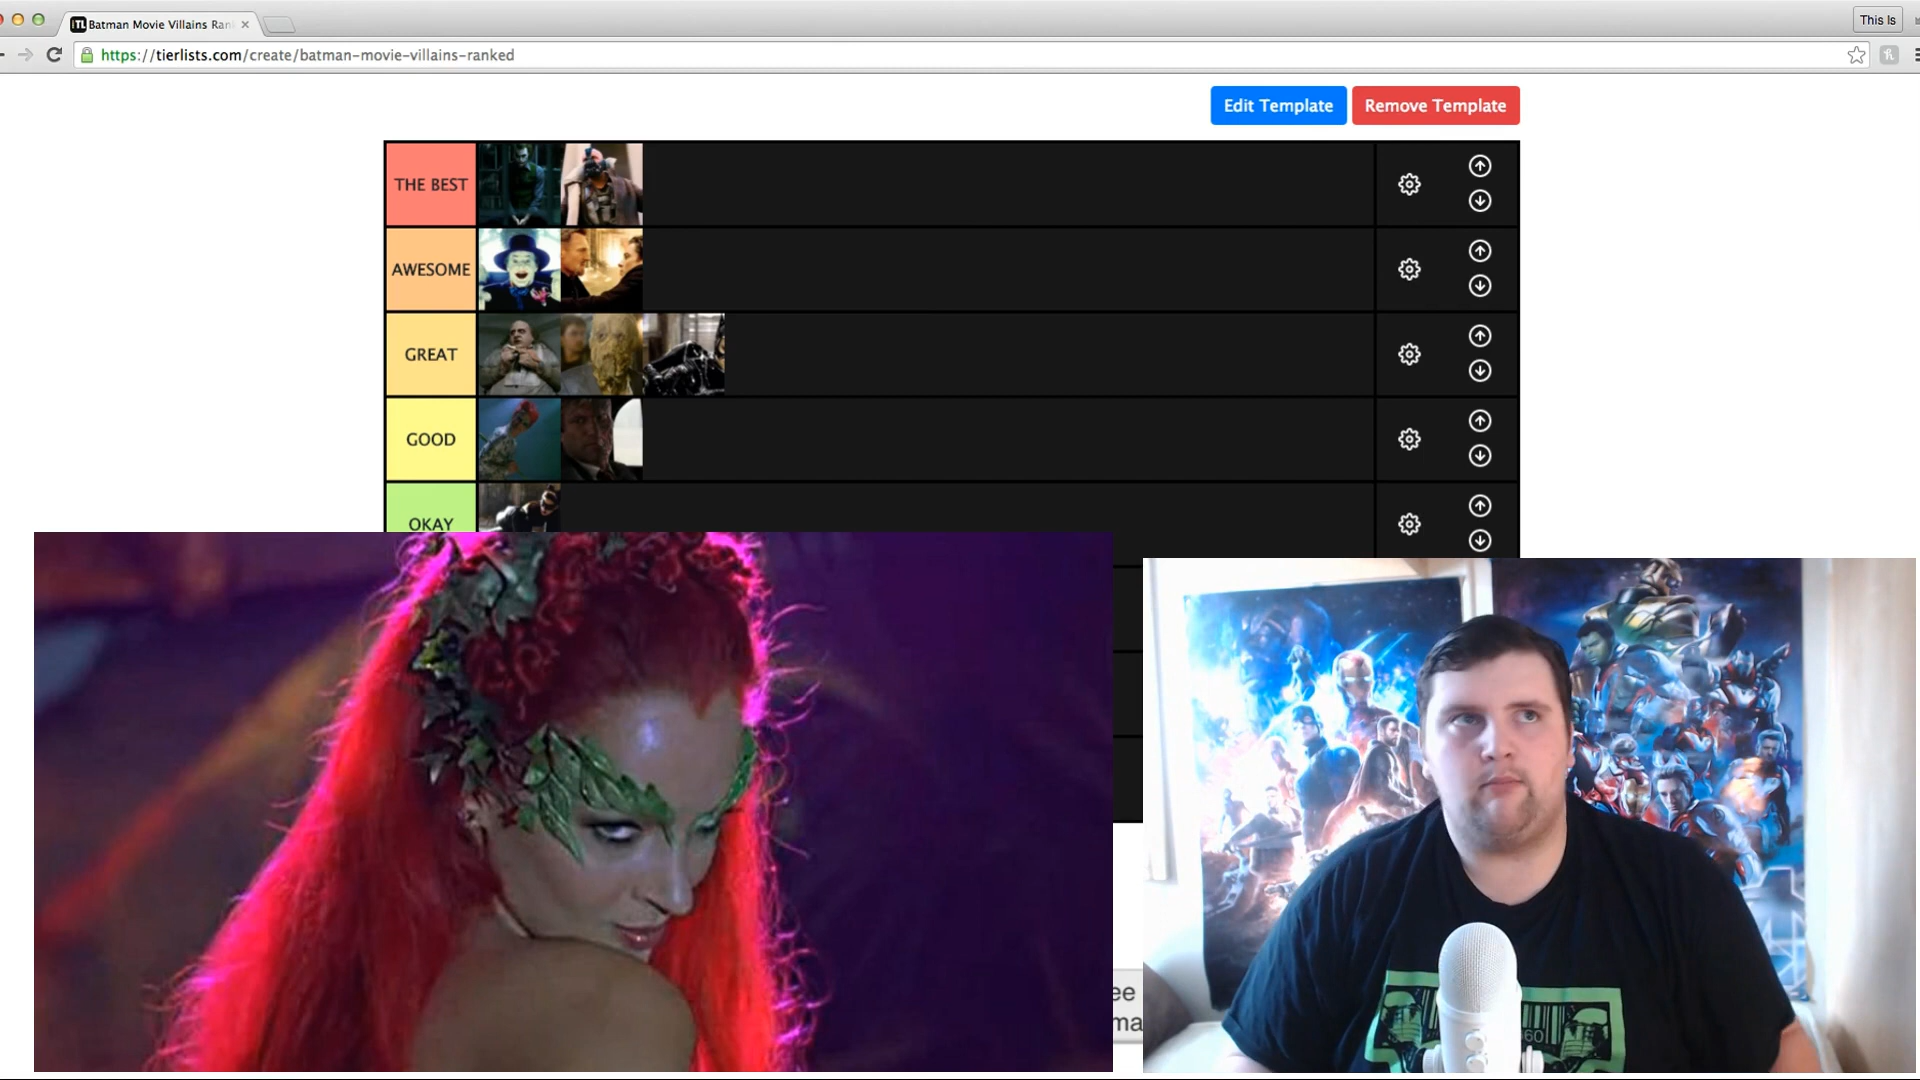 Batman Movie Villains Ran
This Is
https://tierlists.com/create/batman-movie-villains-ranked
Edit Template
Remove Template
THE BEST
AWESOME
GREAT
GOOD
OKAY
ee
ma
60